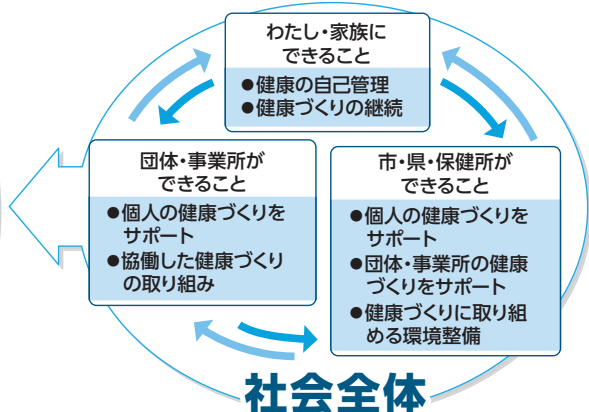 わたし・家族に
できること
●健康の自己管理
●健康づくりの継続
団体・事業所が
できること
●個人の健康づくりを
サポート
●協働した健康づくり
の取り組み
市・県・保健所が
できること
●個人の健康づくりを
サポート
●団体・事業所の健康
づくりをサポート
●健康づくりに取り組
める環境整備
社会全体